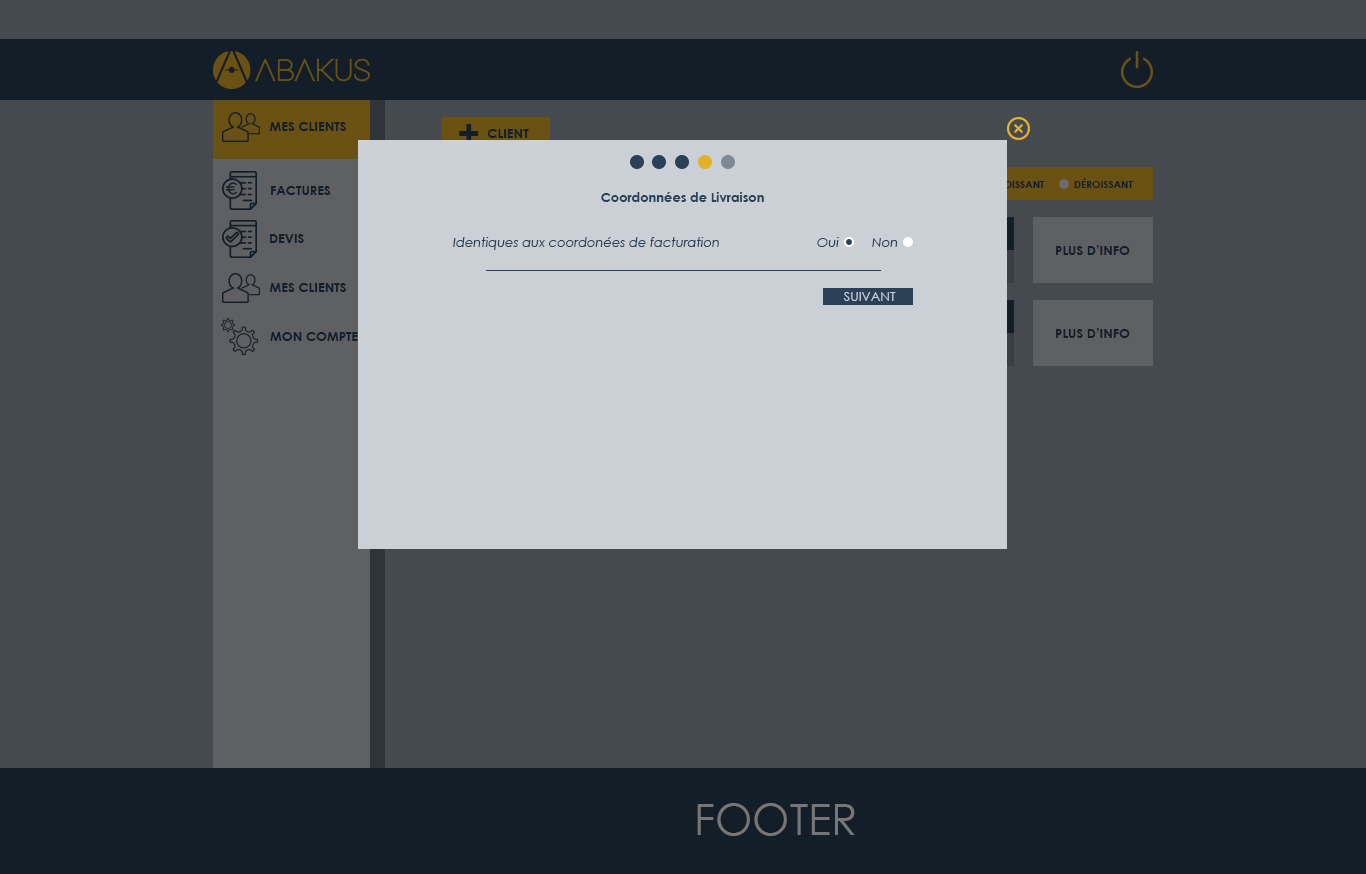 ABAKUS
MES CLIENTS
FACTURES
DEVIS
MES CLIENTS
MON COMPTE
CLIENT
DÉROISSANT
PLUS D'INFO
PLUS D'INFO
Coordonnées de Livraison
Identiques aux coordonées de facturation Oui Non
SUIVANT
FOOTER